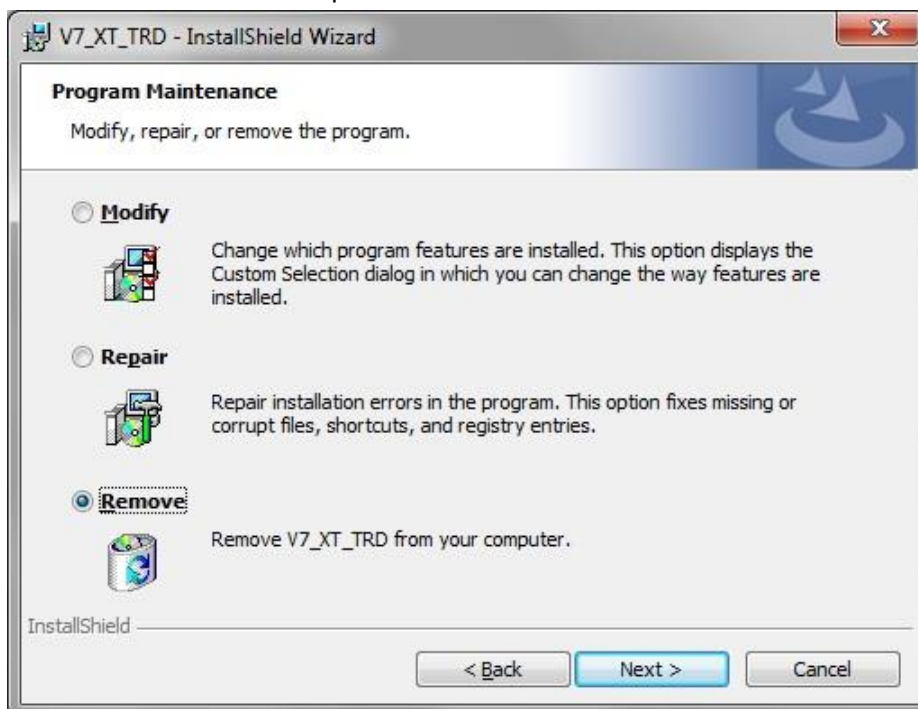 V7_XT_TRD - InstallShield Wizard
Program Maintenance
Modify, repair, or remove the program.
Modify
Change which program features are installed. This option displays the
Custom Selection dialog in which you can change the way features are
installed.
Repair
Repair installation errors in the program. This option fixes missing or
corrupt files, shortcuts, and registry entries.
Remove
Remove V7_XT_TRD from your computer.
InstallShield
< Back
Next >
Cancel